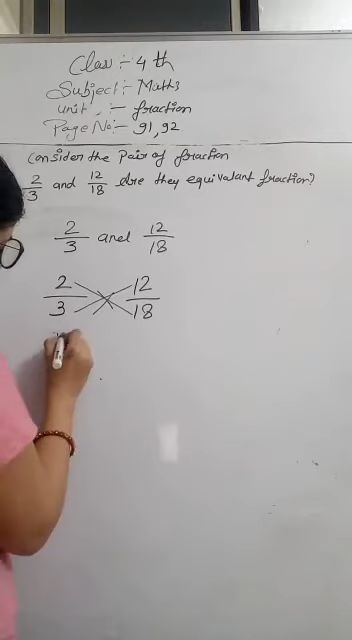 Class :- 4 th
Subject :- Maths
unit :- fraction
Page No:- 91,92
Consider the Pair of fraction
2/3 and 12/18 are they equivalant fraction?
2/3 and 12/18
2/3 × 12/18